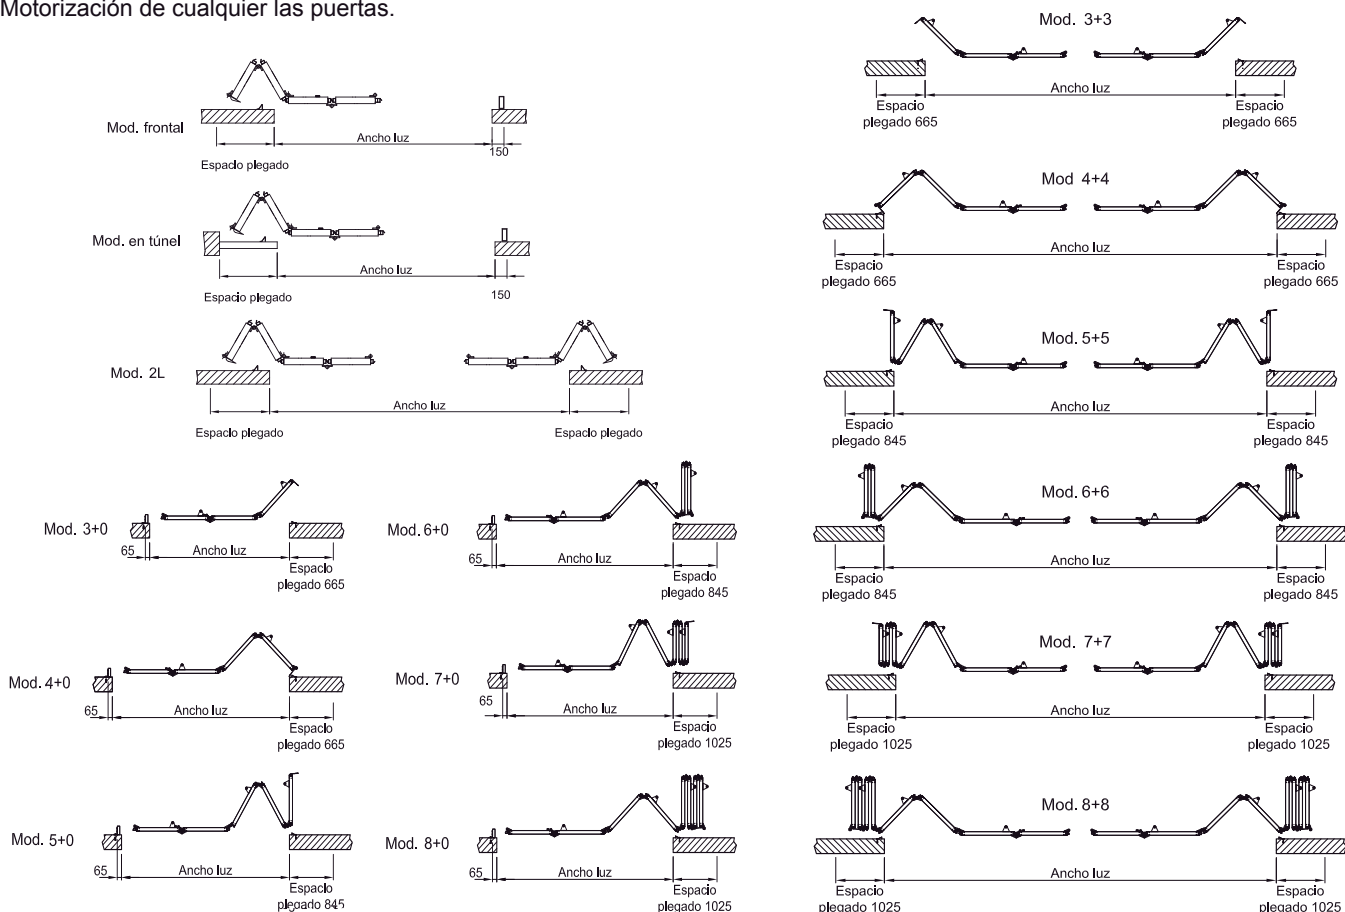 Motorización de cualquier las puertas.
Mod. frontal
Ancho luz
150
Espacio plegado
Mod. en túnel
Ancho luz
Espacio plegado
150
Mod. 2L
Ancho luz
Espacio plegado
Espacio plegado
Mod. 3+0
65
Ancho luz
Espacio
plegado 665
Mod. 6+0
65
Ancho luz
Espacio
plegado 845
Mod. 4+0
65
Ancho luz
Espacio
plegado 665
Mod. 7+0
65
Ancho luz
Espacio
plegado 1025
Mod. 5+0
65
Ancho luz
Espacio
plegado 845
Mod. 8+0
65
Ancho luz
Espacio
plegado 1025
Mod. 3+3
Ancho luz
Espacio
plegado 665
Espacio
plegado 665
Mod 4+4
Ancho luz
Espacio
plegado 665
Espacio
plegado 665
Mod. 5+5
Ancho luz
Espacio
plegado 845
Espacio
plegado 845
Mod. 6+6
Ancho luz
Espacio
plegado 845
Espacio
plegado 845
Mod. 7+7
Ancho luz
Espacio
plegado 1025
Espacio
plegado 1025
Mod. 8+8
Ancho luz
Espacio
plegado 1025
Espacio
plegado 1025